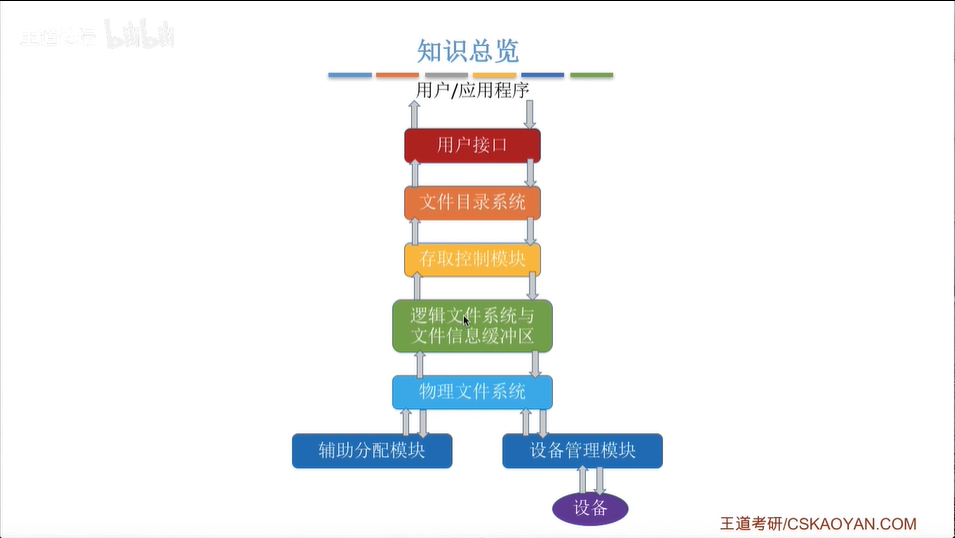 知识总览
用户/应用程序
用户接口
文件目录系统
存取控制模块
逻辑文件系统与
文件信息缓冲区
物理文件系统
辅助分配模块
设备管理模块
设备
王道考研/CSKAOYAN.COM